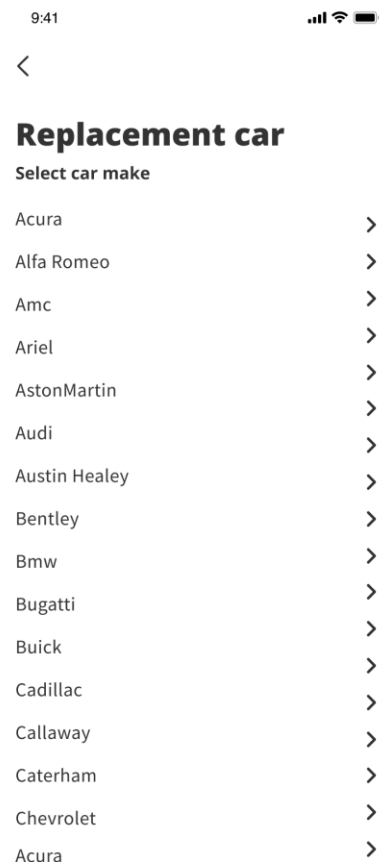 9:41
Replacement car
Select car make
Acura
Alfa Romeo
Amc
Ariel
AstonMartin
Audi
Austin Healey
Bentley
Bmw
Bugatti
Buick
Cadillac
Callaway
Caterham
Chevrolet
Acura